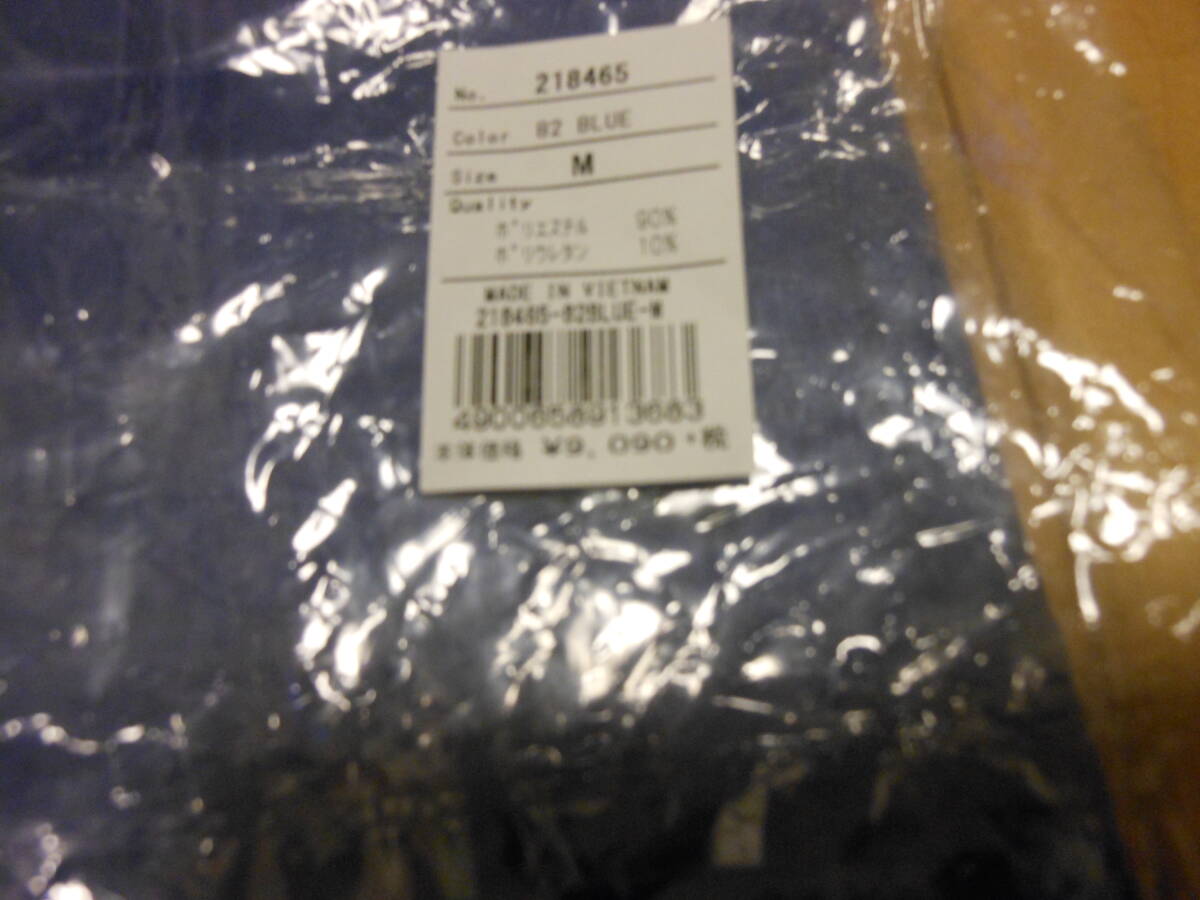 No. 218465
Color 82 BLUE
Size M
Quality
ポリエステル 90%
ポリウレタン 10%
MADE IN VIETNAM
218465-82BLUE-M
4900658913683
本体価格 ¥9,090+税